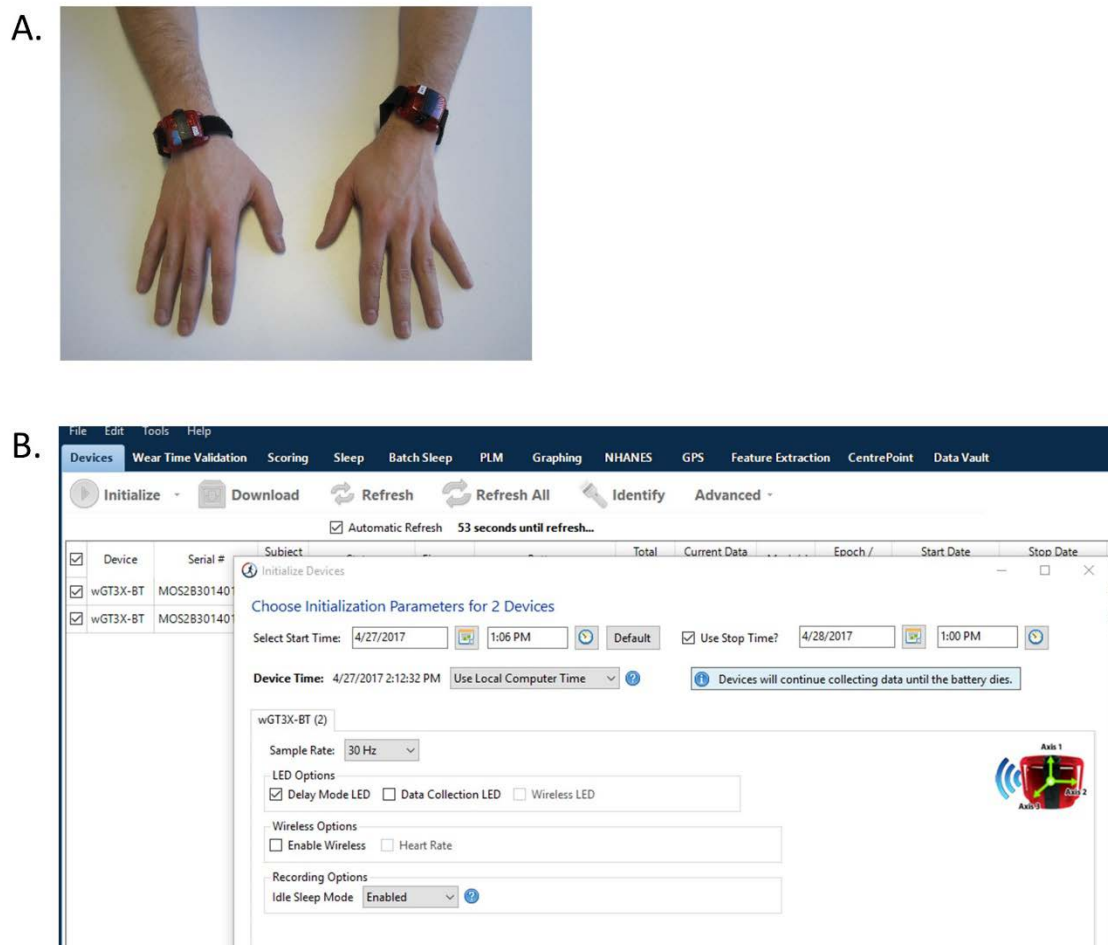 A.
B.
File Edit Tools Help
Devices Wear Time Validation Scoring Sleep Batch Sleep PLM Graphing NHANES GPS Feature Extraction CentrePoint Data Vault
Initialize Download Refresh Refresh All Identify Advanced
Automatic Refresh 53 seconds until refresh...
Device Serial # Subject Total Current Data Epoch / Start Date Stop Date
Initialize Devices
wGT3X-BT MOS2B301401
Choose Initialization Parameters for 2 Devices
wGT3X-BT MOS2B301401
Select Start Time: 4/27/2017 1:06 PM Default Use Stop Time? 4/28/2017 1:00 PM
Device Time: 4/27/2017 2:12:32 PM Use Local Computer Time Devices will continue collecting data until the battery dies.
wGT3X-BT (2)
Sample Rate: 30 Hz
Axis 1
Axis 2
Axis 3
LED Options
Delay Mode LED Data Collection LED Wireless LED
Wireless Options
Enable Wireless Heart Rate
Recording Options
Idle Sleep Mode Enabled